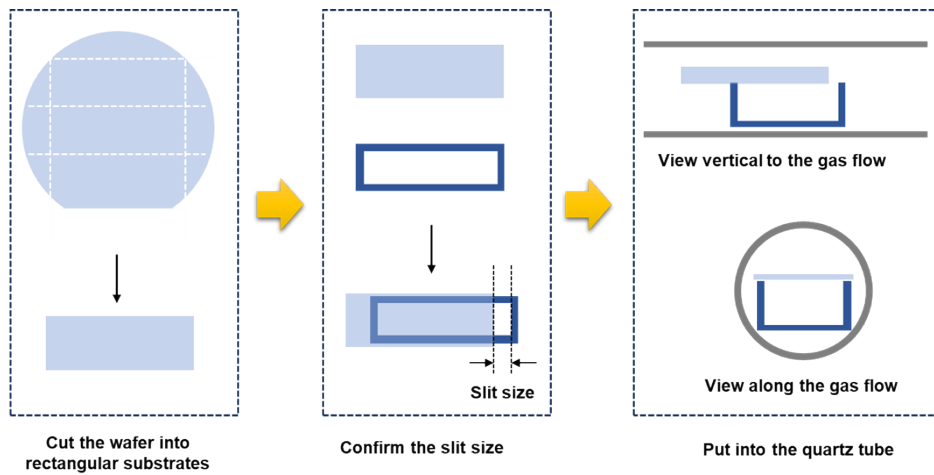 View vertical to the gas flow
Slit size
View along the gas flow
Cut the wafer into
rectangular substrates
Confirm the slit size
Put into the quartz tube